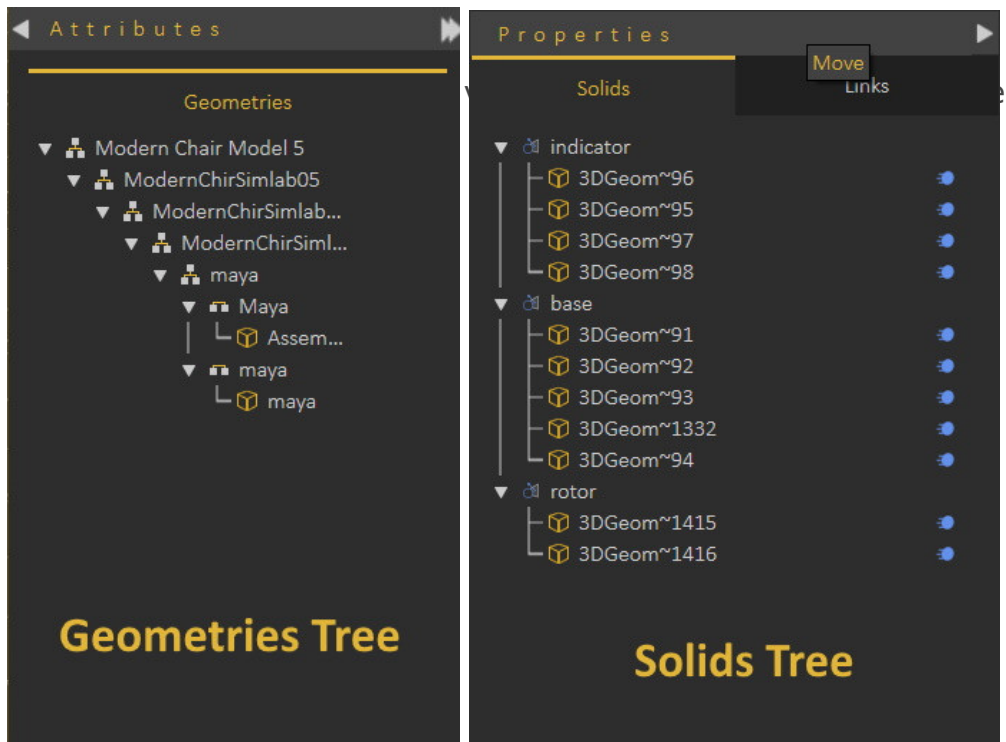 Attributes
Geometries
Modern Chair Model 5
ModernChirSimlab05
ModernChirSimlab...
ModernChirSiml...
maya
Maya
Assem...
maya
maya
Geometries Tree
Properties
Move
Solids
Links
indicator
3DGeom~96
3DGeom~95
3DGeom~97
3DGeom~98
base
3DGeom~91
3DGeom~92
3DGeom~93
3DGeom~1332
3DGeom~94
rotor
3DGeom~1415
3DGeom~1416
Solids Tree